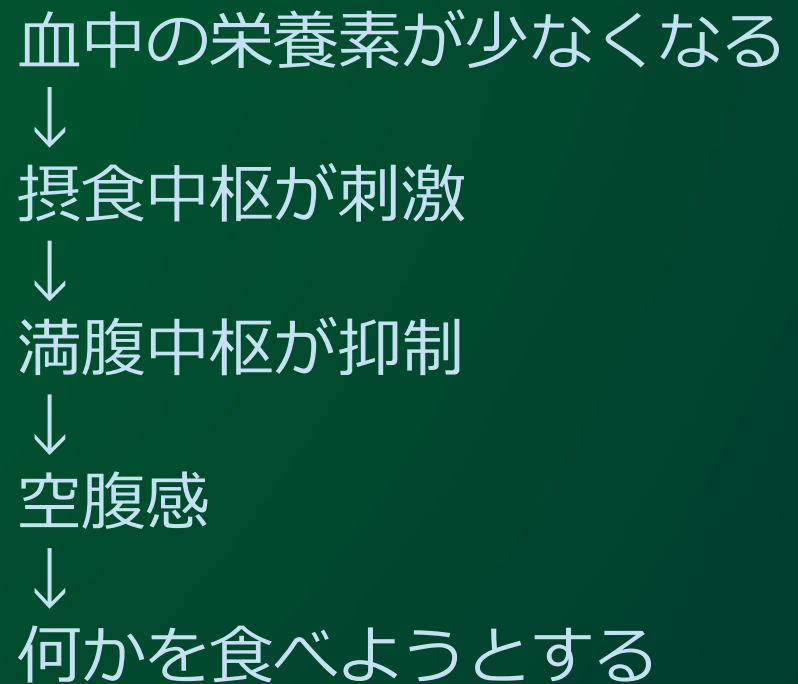 血中の栄養素が少なくなる
↓
摂食中枢が刺激
↓
満腹中枢が抑制
↓
空腹感
↓
何かを食べようとする